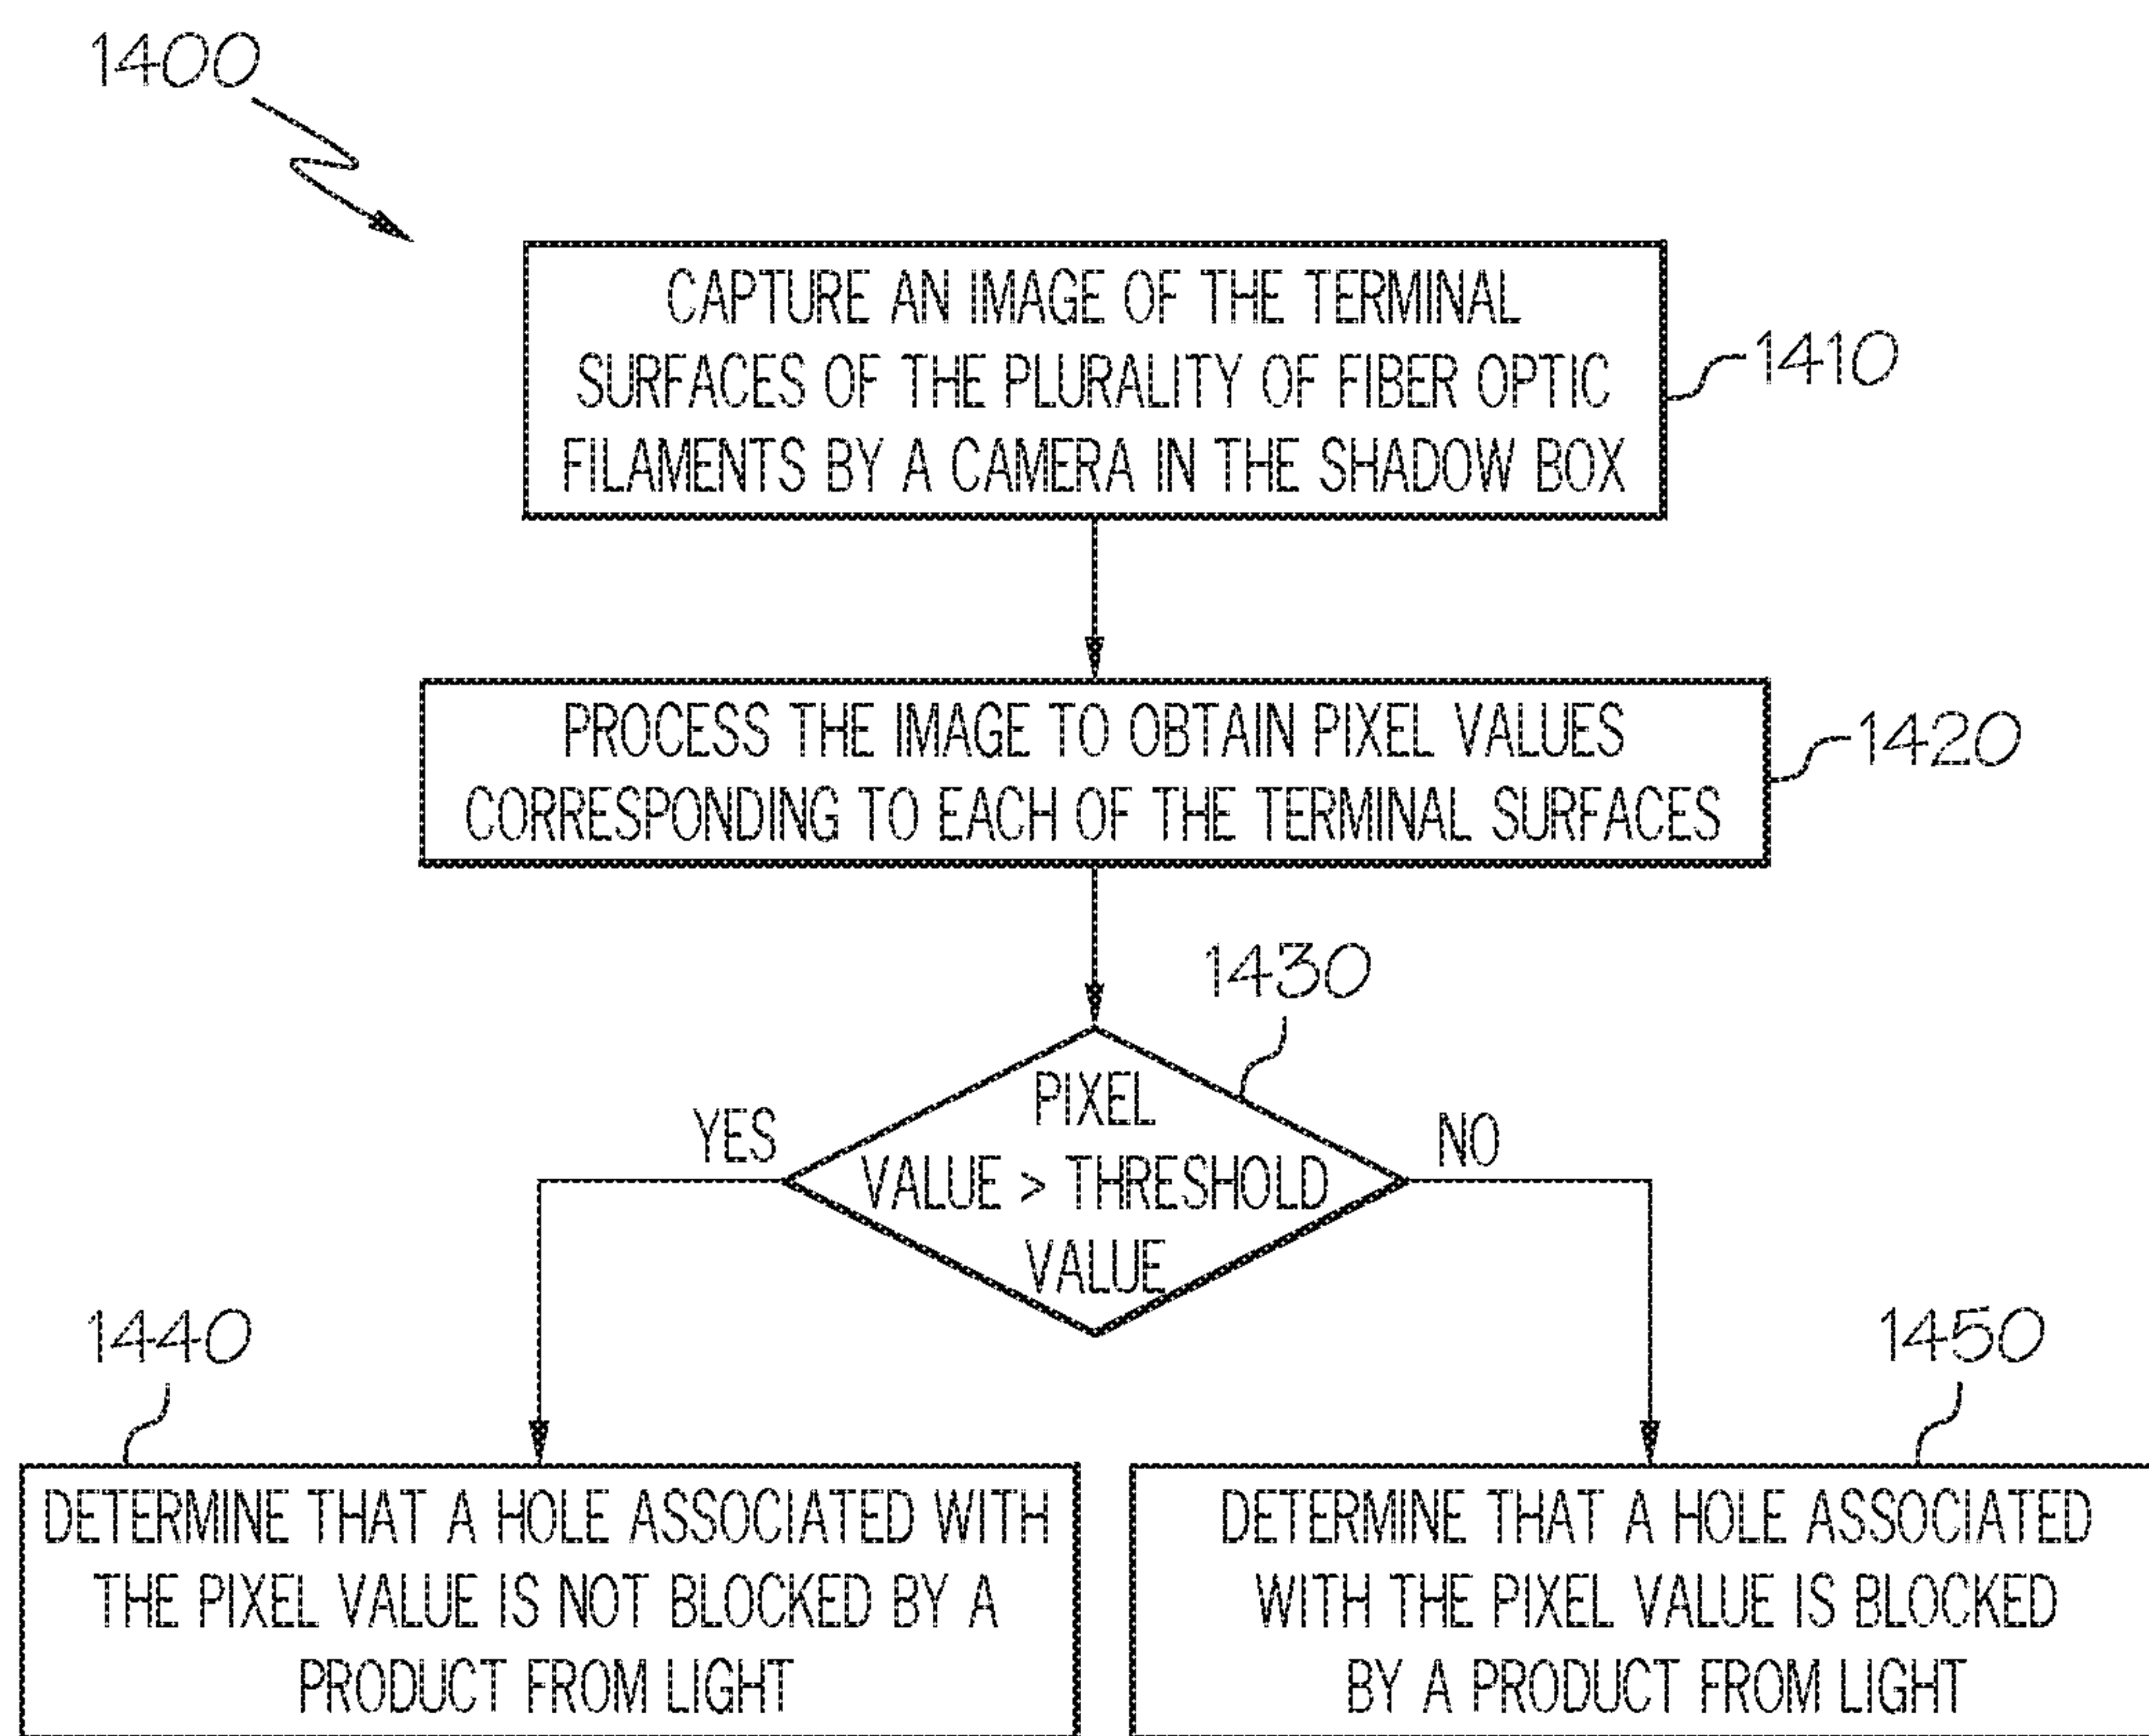 1400
CAPTURE AN IMAGE OF THE TERMINAL
SURFACES OF THE PLURALITY OF FIBER OPTIC
FILAMENTS BY A CAMERA IN THE SHADOW BOX
1410
PROCESS THE IMAGE TO OBTAIN PIXEL VALUES
CORRESPONDING TO EACH OF THE TERMINAL SURFACES
1420
1430
PIXEL
VALUE > THRESHOLD
VALUE
YES
NO
1440
DETERMINE THAT A HOLE ASSOCIATED WITH
THE PIXEL VALUE IS NOT BLOCKED BY A
PRODUCT FROM LIGHT
1450
DETERMINE THAT A HOLE ASSOCIATED
WITH THE PIXEL VALUE IS BLOCKED
BY A PRODUCT FROM LIGHT